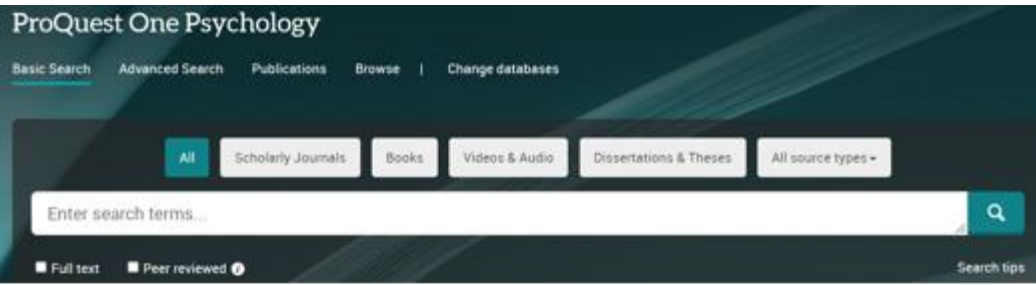 ProQuest One Psychology
Basic Search Advanced Search Publications Browse | Change databases
All Scholarly Journals Books Videos & Audio Dissertations & Theses All source types
Enter search terms...
Full text Peer reviewed i Search tips